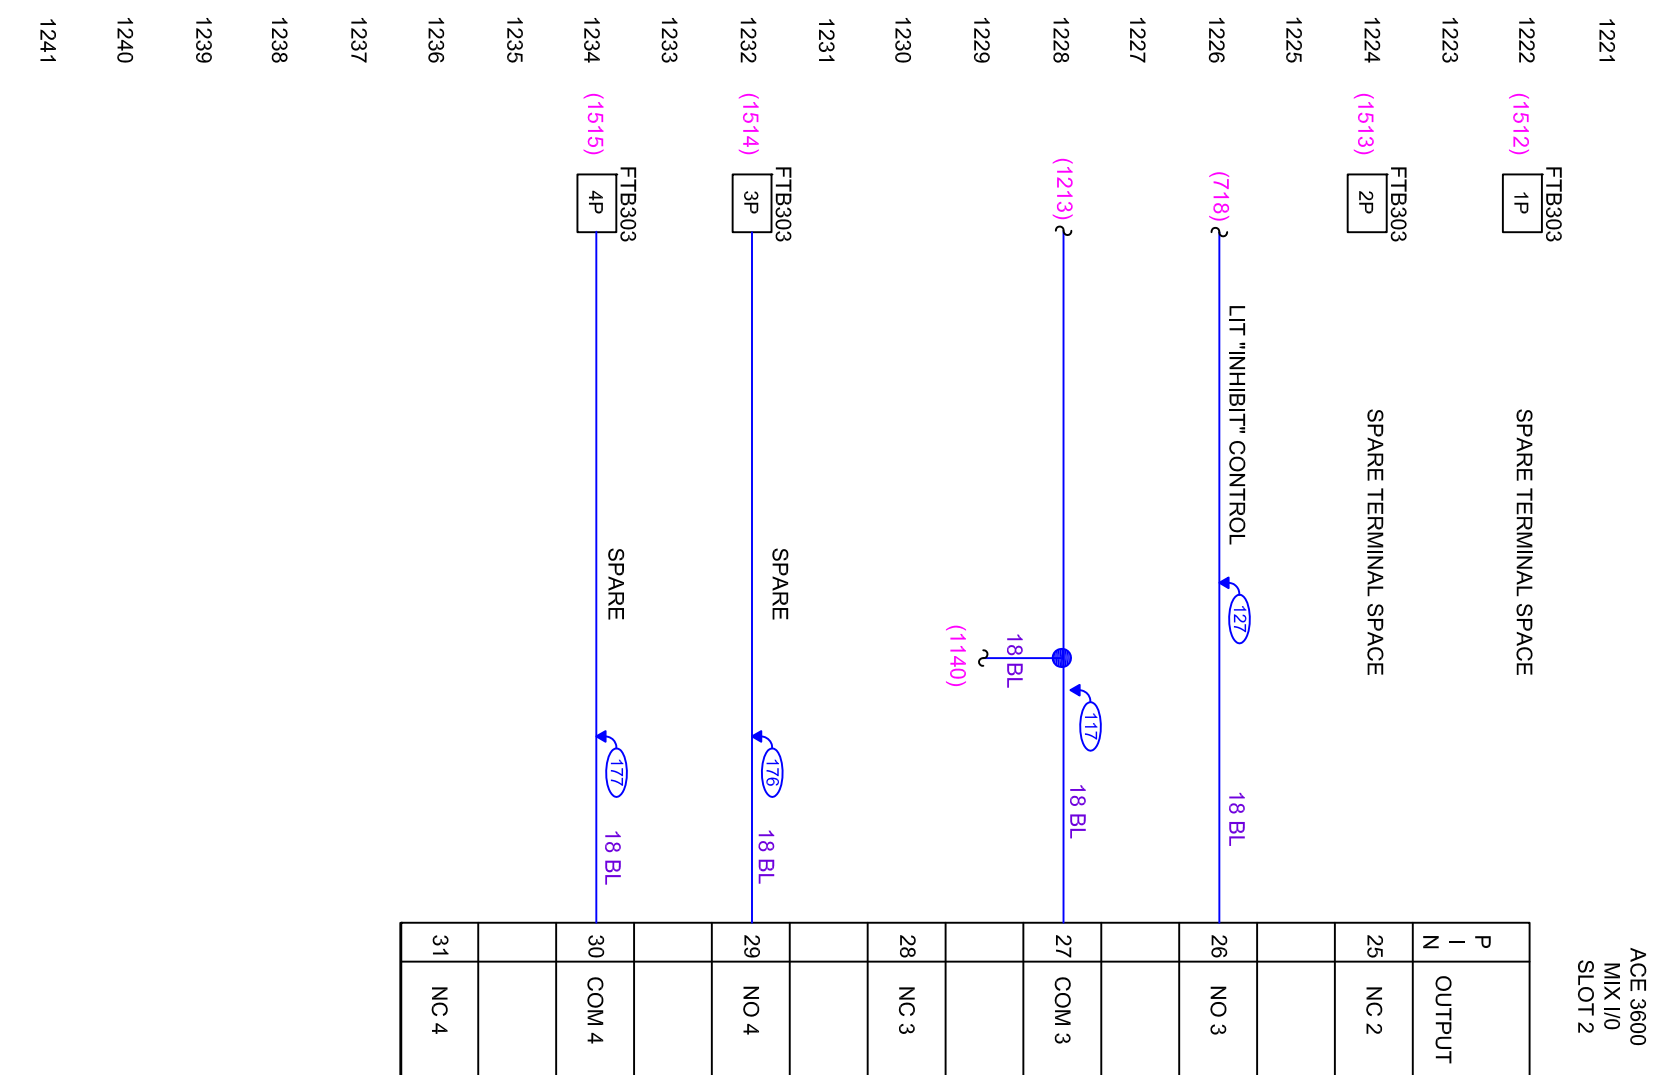 ACE 3600
MIX I/0
SLOT 2
PIN OUTPUT
1221
1222 (1512) FTB303 1P SPARE TERMINAL SPACE
1223
1224 (1513) FTB303 2P SPARE TERMINAL SPACE 25 NC 2
1225
1226 (718) LIT "INHIBIT" CONTROL 127 18 BL 26 NO 3
1227
1228 (1213) 117 18 BL 27 COM 3
1229 (1140) 18 BL
1230 28 NC 3
1231
1232 (1514) FTB303 3P SPARE 176 18 BL 29 NO 4
1233
1234 (1515) FTB303 4P SPARE 177 18 BL 30 COM 4
1235
1236 31 NC 4
1237
1238
1239
1240
1241